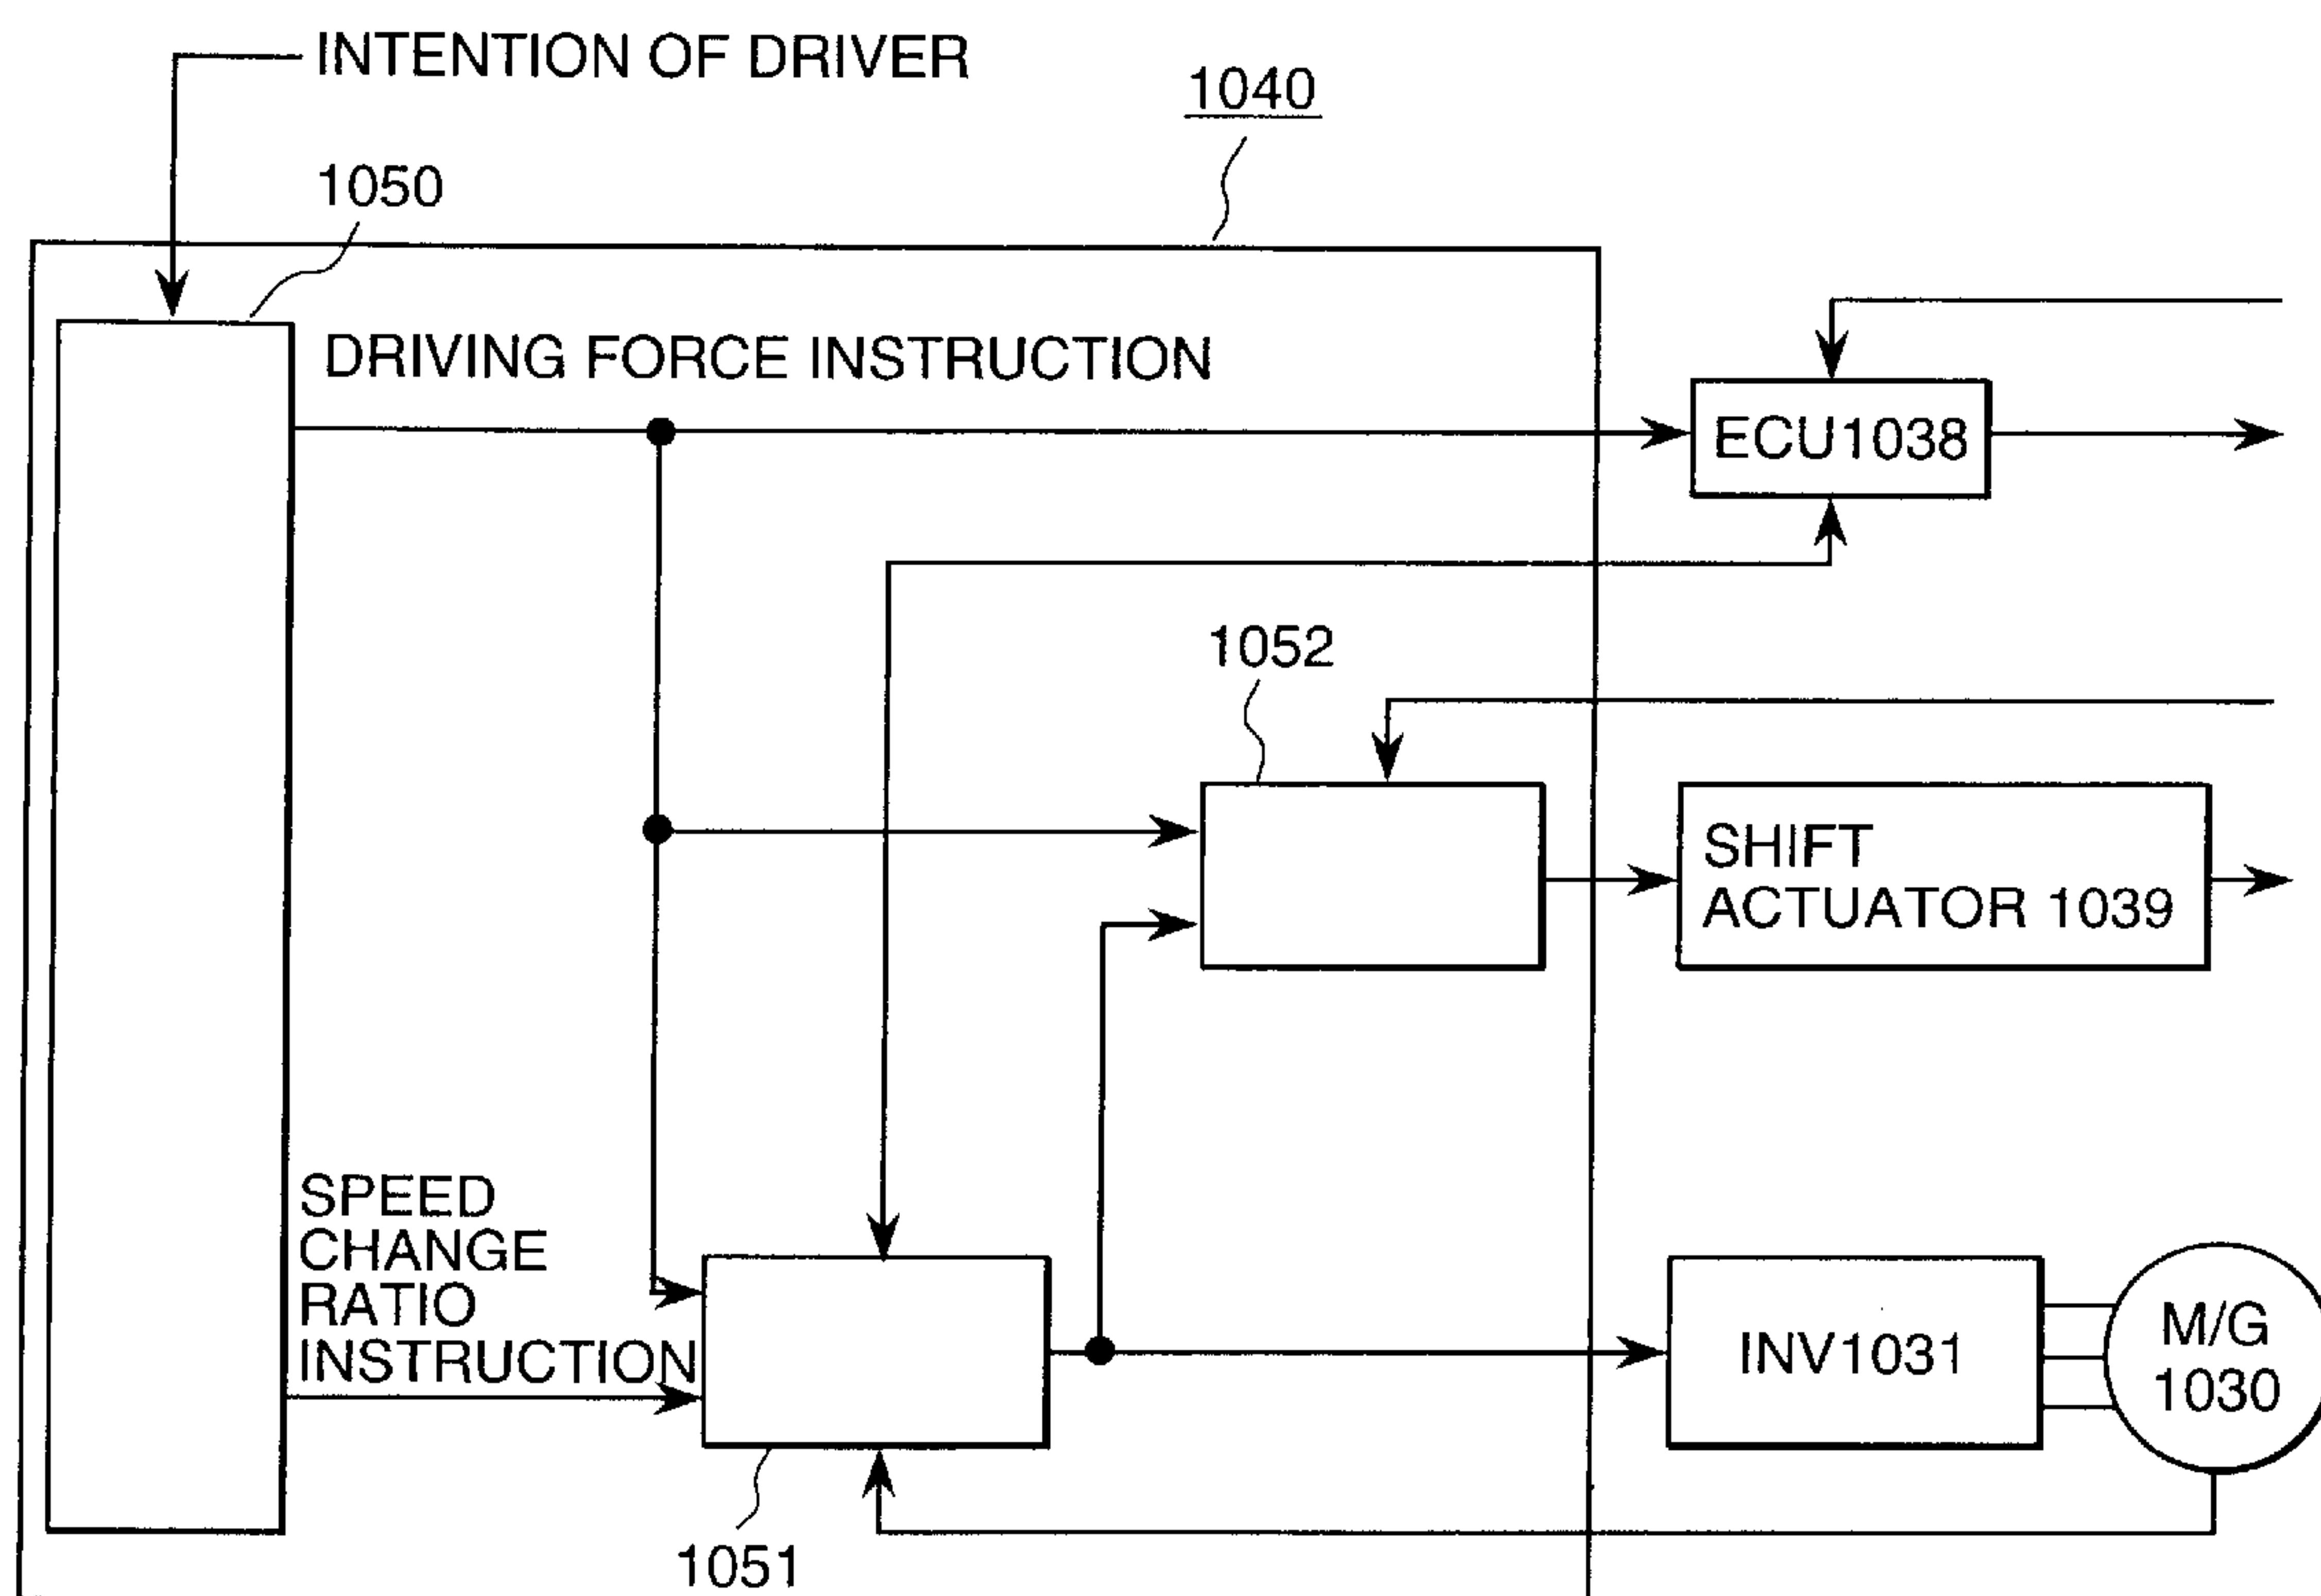 INTENTION OF DRIVER
1040
1050
DRIVING FORCE INSTRUCTION
ECU1038
1052
SHIFT
ACTUATOR 1039
SPEED
CHANGE
RATIO
INSTRUCTION
INV1031
M/G
1030
1051